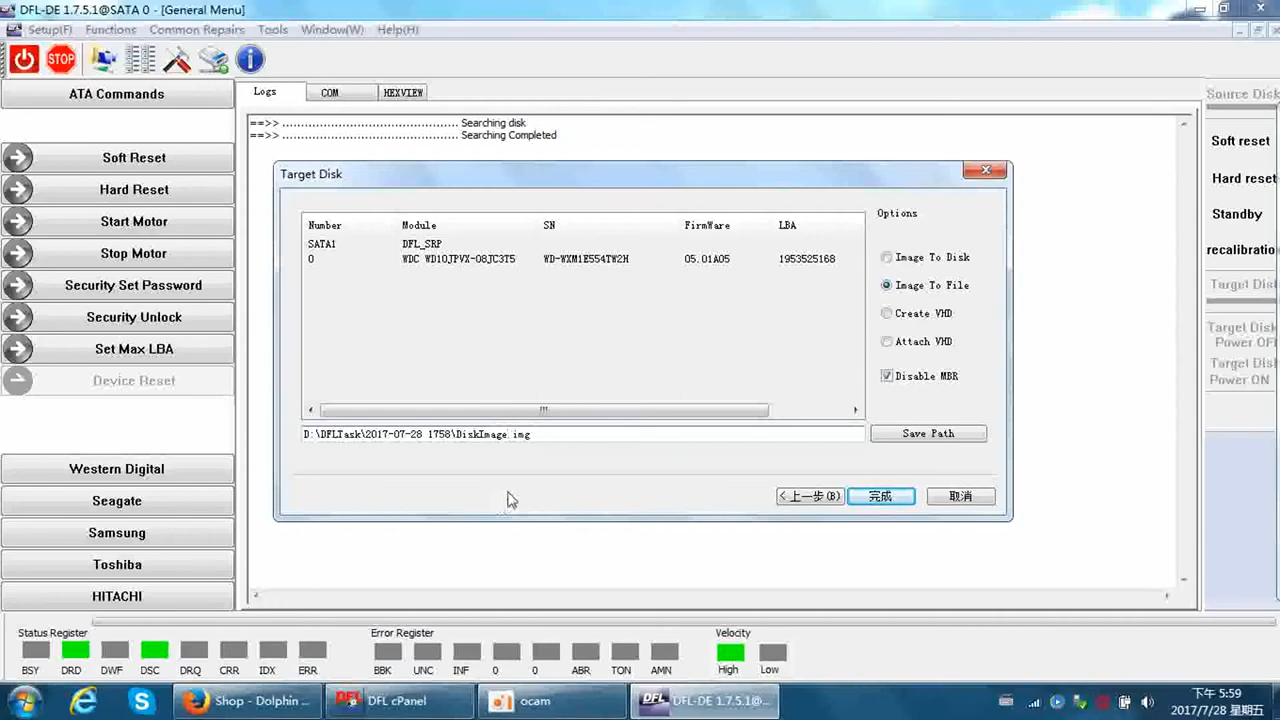 DFL-DE 1.7.5.1@SATA 0 - [General Menu]
Setup(F) Functions Common Repairs Tools Window(W) Help(H)
STOP
ATA Commands
Soft Reset
Hard Reset
Start Motor
Stop Motor
Security Set Password
Security Unlock
Set Max LBA
Device Reset
Western Digital
Seagate
Samsung
Toshiba
HITACHI
Logs COM HEXVIEW
==>> ............................................... Searching disk
==>> ............................................... Searching Completed
Target Disk
Number Module SN FirmWare LBA
SATA1 DFL_SRP
0 WDC WD10JPVX-08JC3T5 WD-WXM1E554TW2H 05.01A05 1953525168
D:\DFLTask\2017-07-28 1758\DiskImage.img
Options
Image To Disk
Image To File
Create VHD
Attach VHD
Disable MBR
Save Path
<上一步(B) 完成 取消
Source Disk
Soft reset
Hard reset
Standby
recalibratio
Target Dis
Target Disk
Power OFF
Target Disk
Power ON
Status Register Error Register Velocity
BSY DRD DWF DSC DRQ CRR IDX ERR BBK UNC INF 0 0 ABR TON AMN High Low
Shop - Dolphin ... DFL cPanel ocam DFL DFL-DE 1.7.5.1@...
下午 5:59
2017/7/28 星期五